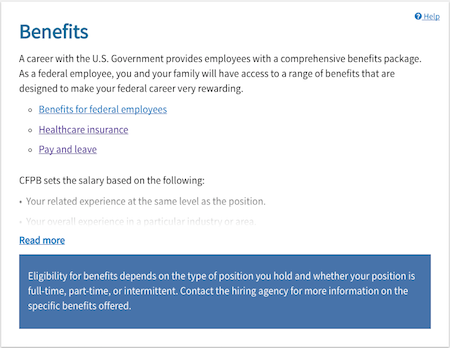 Help
Benefits
A career with the U.S. Government provides employees with a comprehensive benefits package.
As a federal employee, you and your family will have access to a range of benefits that are
designed to make your federal career very rewarding.
Benefits for federal employees
Healthcare insurance
Pay and leave
CFPB sets the salary based on the following:
• Your related experience at the same level as the position.
• Your overall experience in a particular industry or area.
Read more
Eligibility for benefits depends on the type of position you hold and whether your position is
full-time, part-time, or intermittent. Contact the hiring agency for more information on the
specific benefits offered.